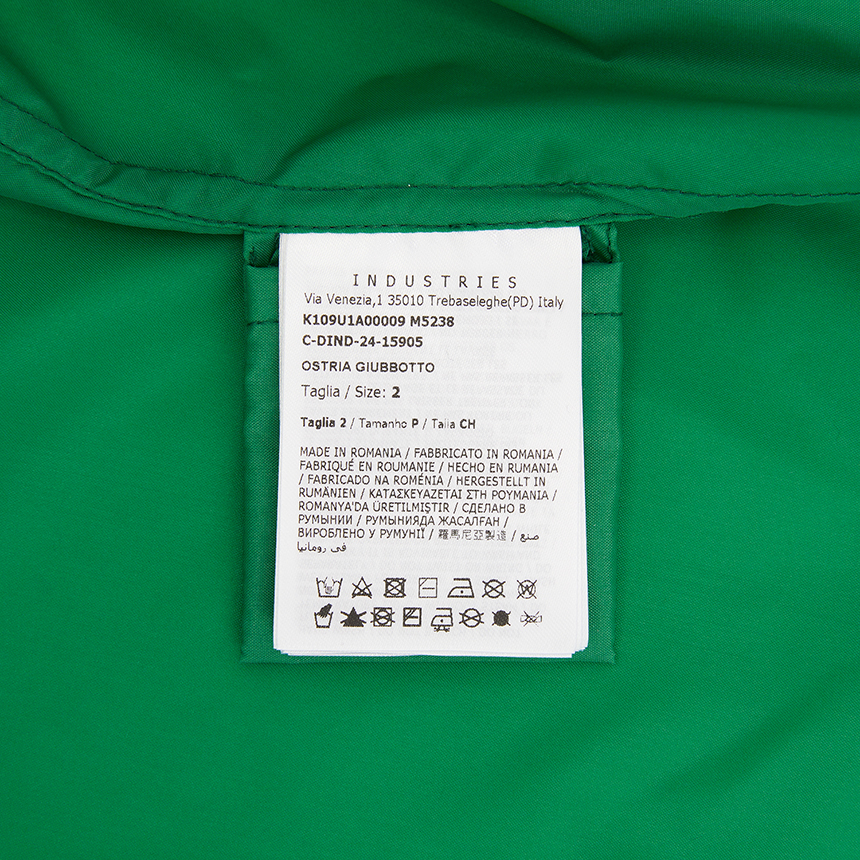 INDUSTRIES
Via Venezia,1 35010 Trebaseleghe(PD) Italy
K109U1A00009 M5238
C-DIND-24-15905
OSTRIA GIUBBOTTO
Taglia / Size: 2
Taglia 2 / Tamanho P / Talla CH
MADE IN ROMANIA / FABBRICATO IN ROMANIA /
FABRIQUÉ EN ROUMANIE / HECHO EN RUMANIA
/ FABRICADO NA ROMÉNIA / HERGESTELLT IN
RUMÄNIEN / ΚΑΤΑΣΚΕΥΑΖΕΤΑΙ ΣΤΗ ΡΟΥΜΑΝΙΑ /
ROMANYA'DA ÜRETİLMİŞTİR / СДЕЛАНО В
РУМЫНИИ / РУМЫНИЯДА ЖАСАЛҒАН /
ВИРОБЛЕНО У РУМУНІЇ / 羅馬尼亞製造 / صنع
في رومانيا